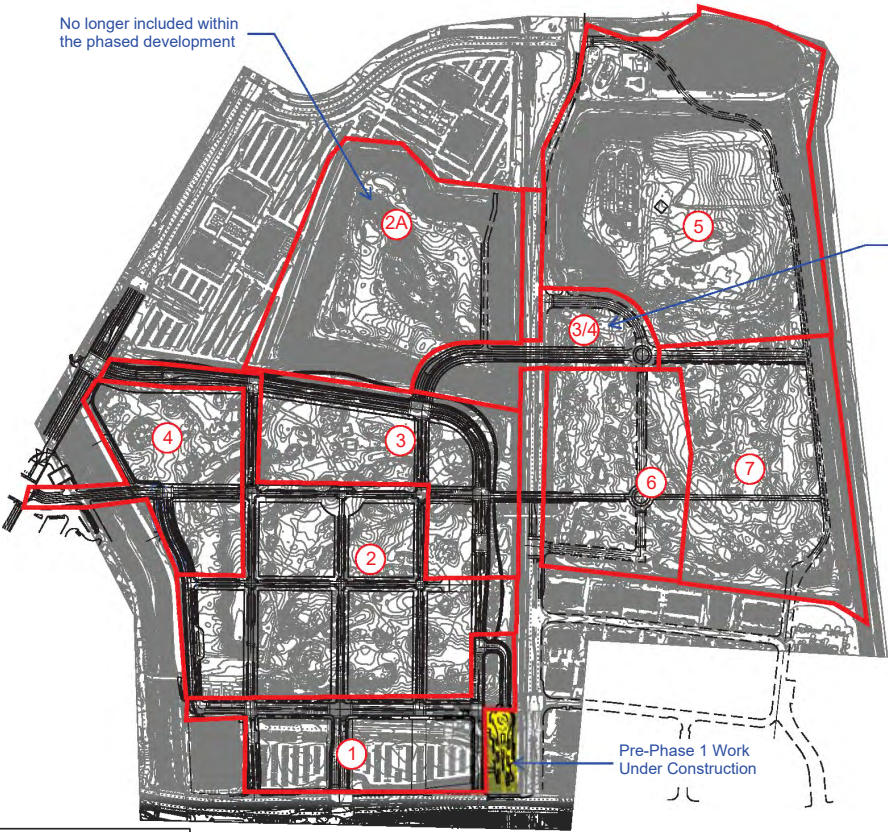 No longer included within
the phased development
2A
5
3/4
4
3
6
7
2
1
Pre-Phase 1 Work
Under Construction